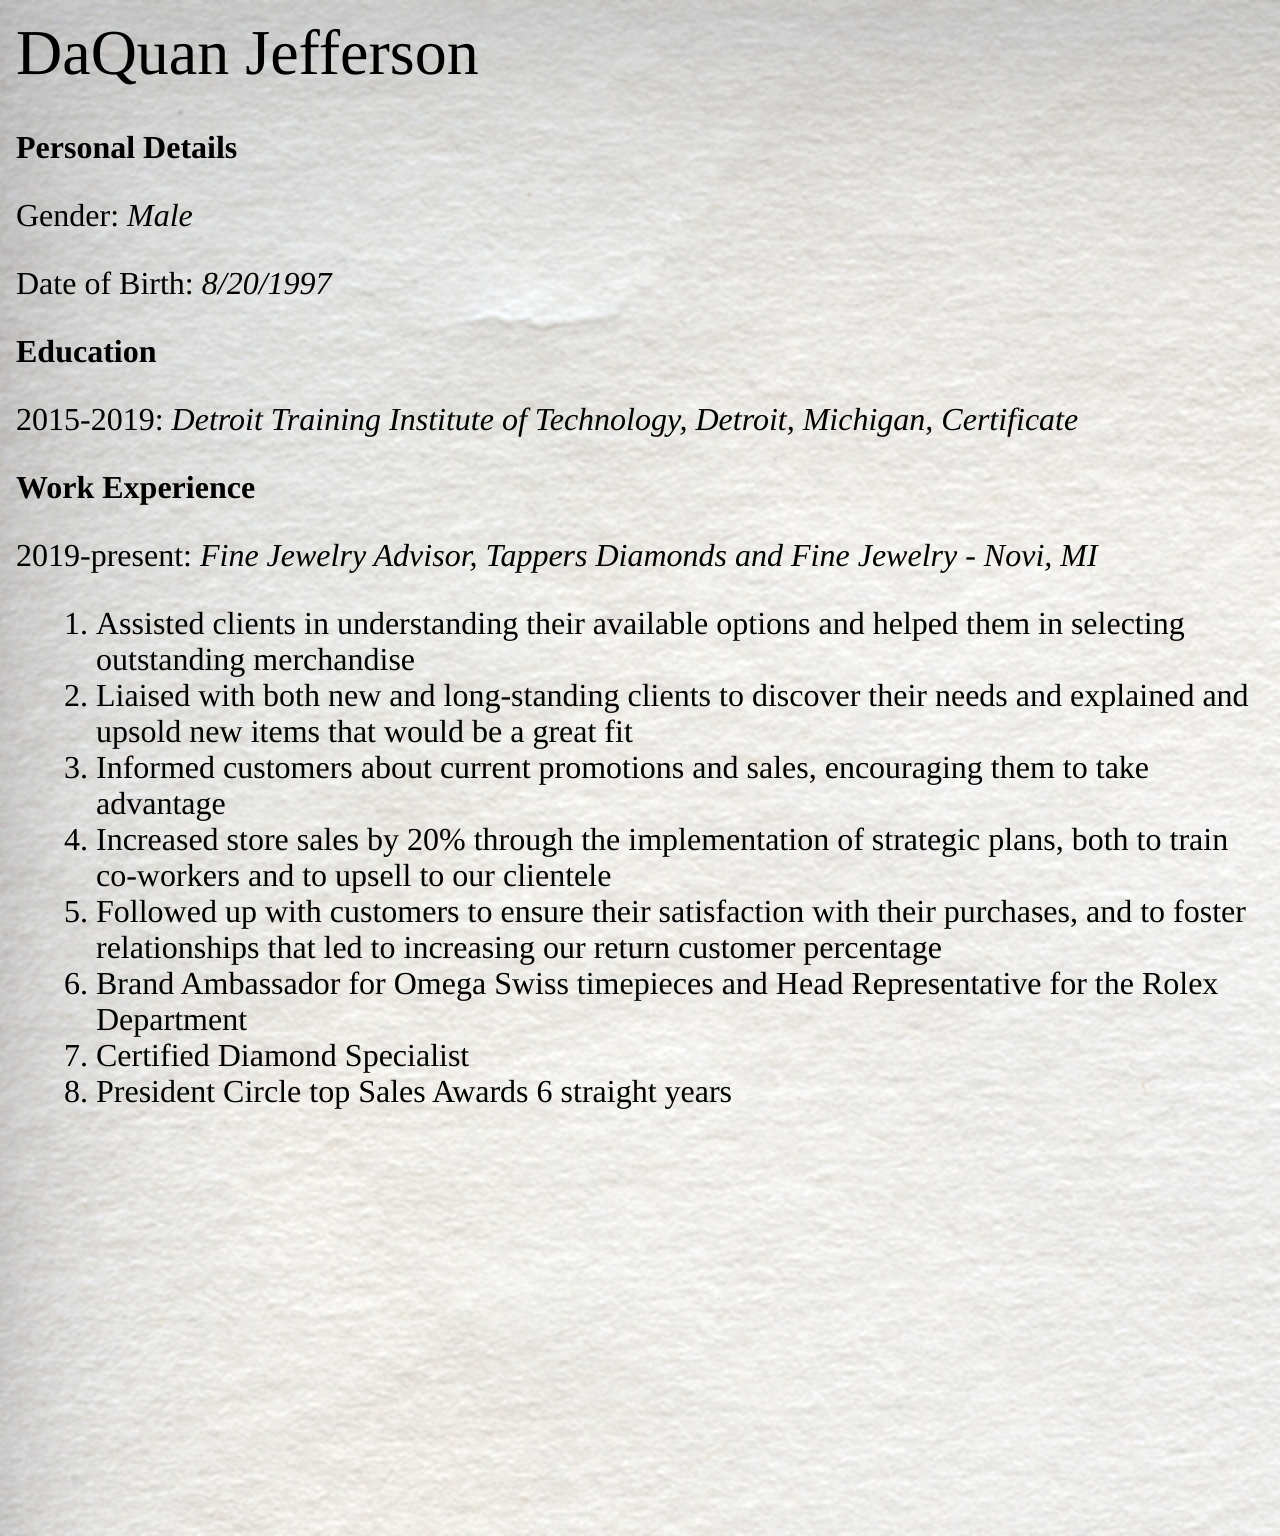 DaQuan Jefferson
Personal Details
Gender: Male
Date of Birth: 8/20/1997
Education
2015-2019: Detroit Training Institute of Technology, Detroit, Michigan, Certificate
Work Experience
2019-present: Fine Jewelry Advisor, Tappers Diamonds and Fine Jewelry - Novi, MI
1. Assisted clients in understanding their available options and helped them in selecting
outstanding merchandise
2. Liaised with both new and long-standing clients to discover their needs and explained and
upsold new items that would be a great fit
3. Informed customers about current promotions and sales, encouraging them to take
advantage
4. Increased store sales by 20% through the implementation of strategic plans, both to train
co-workers and to upsell to our clientele
5. Followed up with customers to ensure their satisfaction with their purchases, and to foster
relationships that led to increasing our return customer percentage
6. Brand Ambassador for Omega Swiss timepieces and Head Representative for the Rolex
Department
7. Certified Diamond Specialist
8. President Circle top Sales Awards 6 straight years